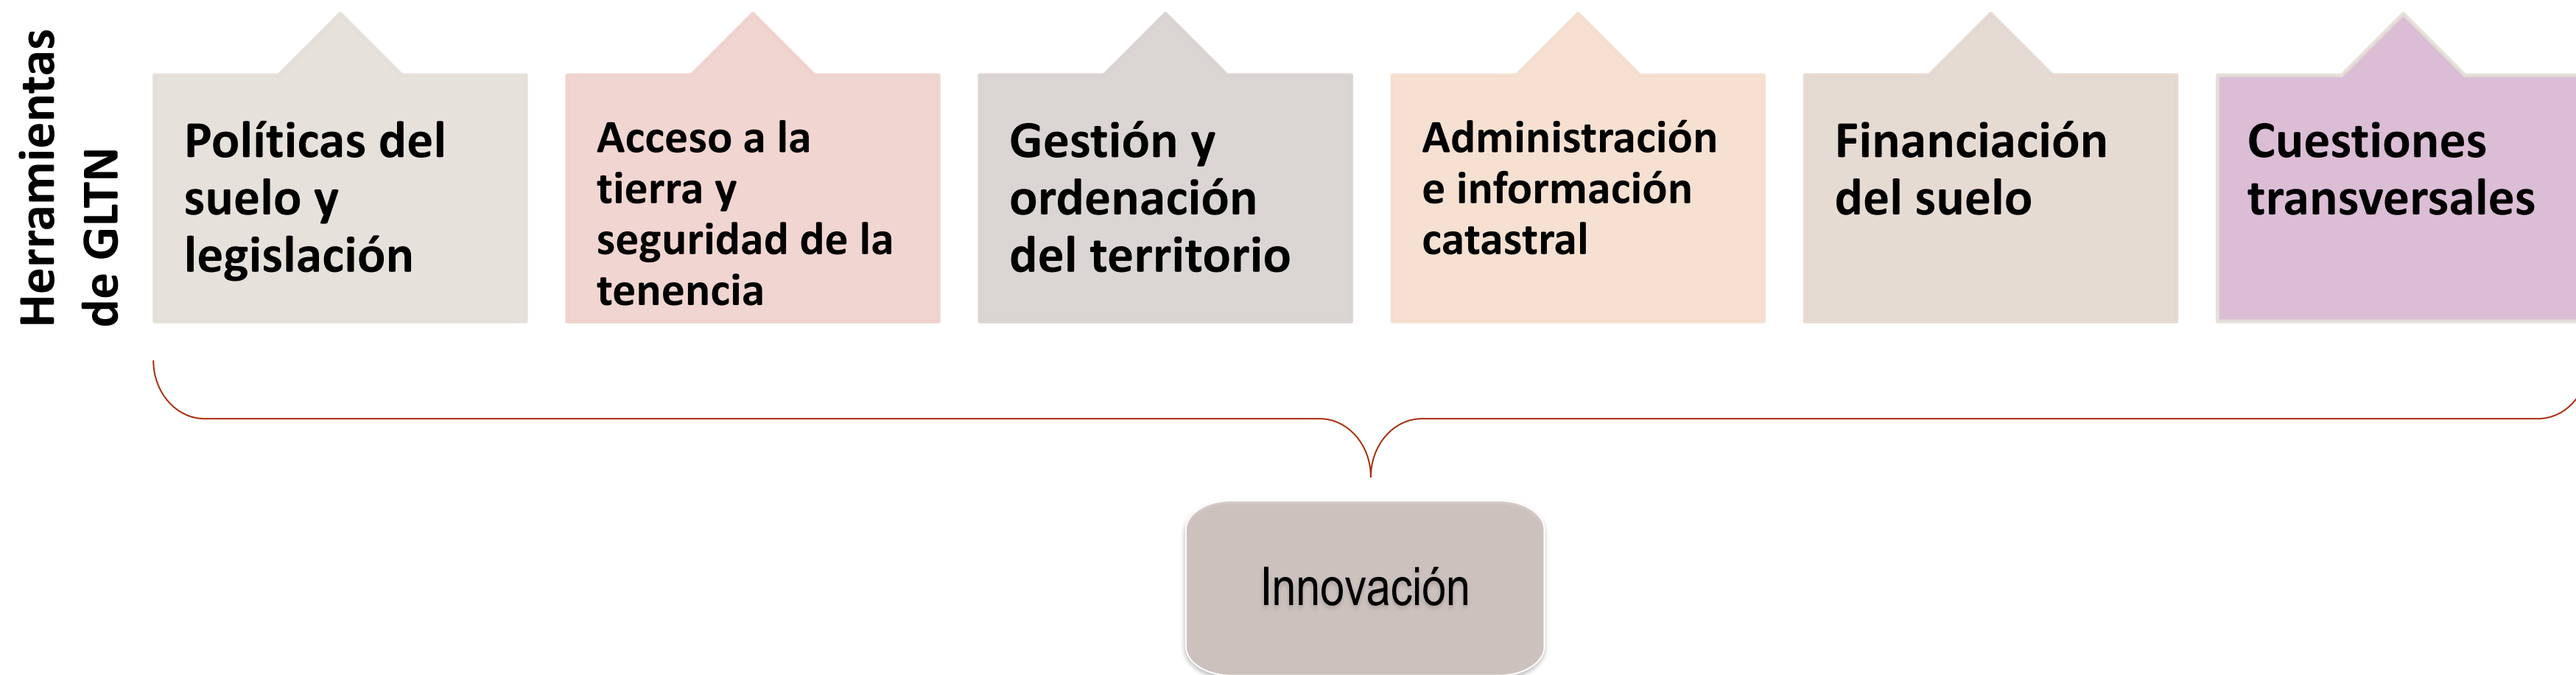 Herramientas
de GLTN
Políticas del
suelo y
legislación
Acceso a la
tierra y
seguridad de la
tenencia
Gestión y
ordenación
del territorio
Administración
e información
catastral
Financiación
del suelo
Cuestiones
transversales
Innovación